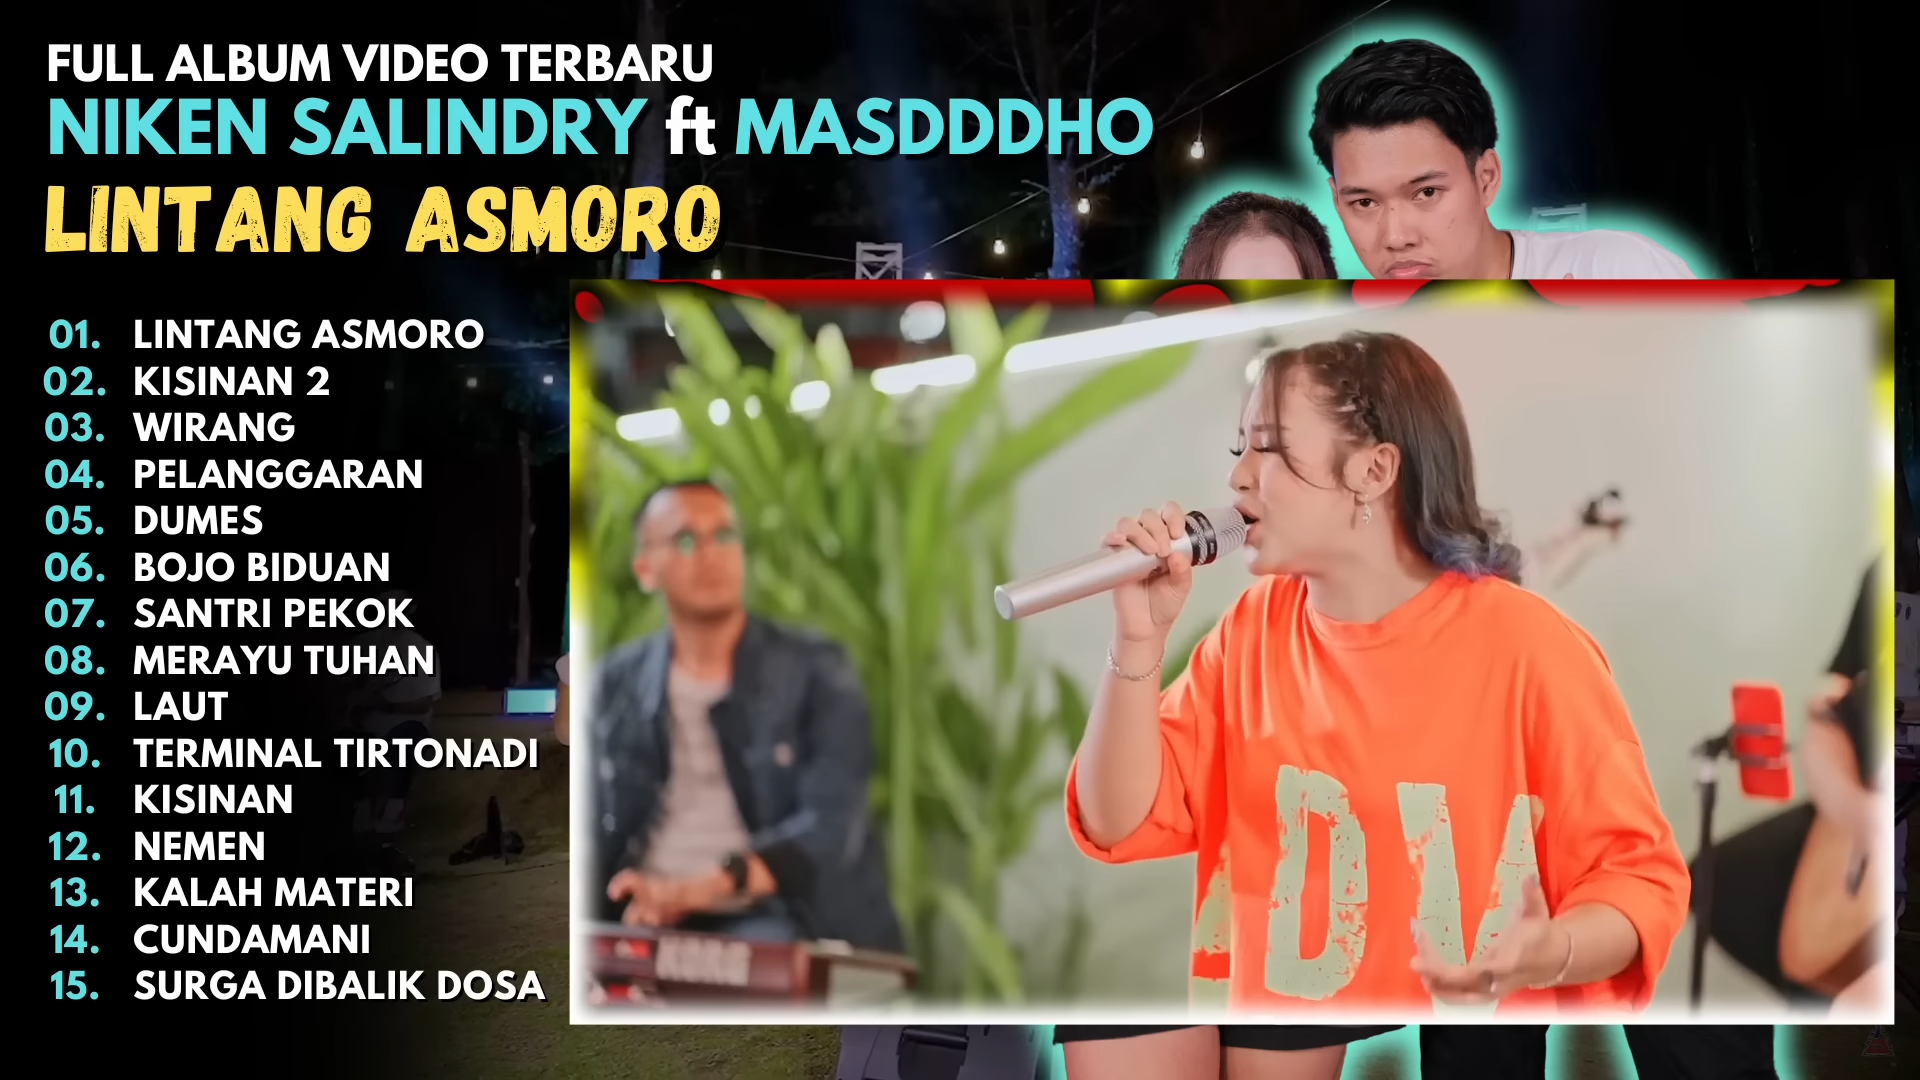 FULL ALBUM VIDEO TERBARU
NIKEN SALINDRY ft MASDDDHO
LINTANG ASMORO
01. LINTANG ASMORO
02. KISINAN 2
03. WIRANG
04. PELANGGARAN
05. DUMES
06. BOJO BIDUAN
07. SANTRI PEKOK
08. MERAYU TUHAN
09. LAUT
10. TERMINAL TIRTONADI
11. KISINAN
12. NEMEN
13. KALAH MATERI
14. CUNDAMANI
15. SURGA DIBALIK DOSA
KORG